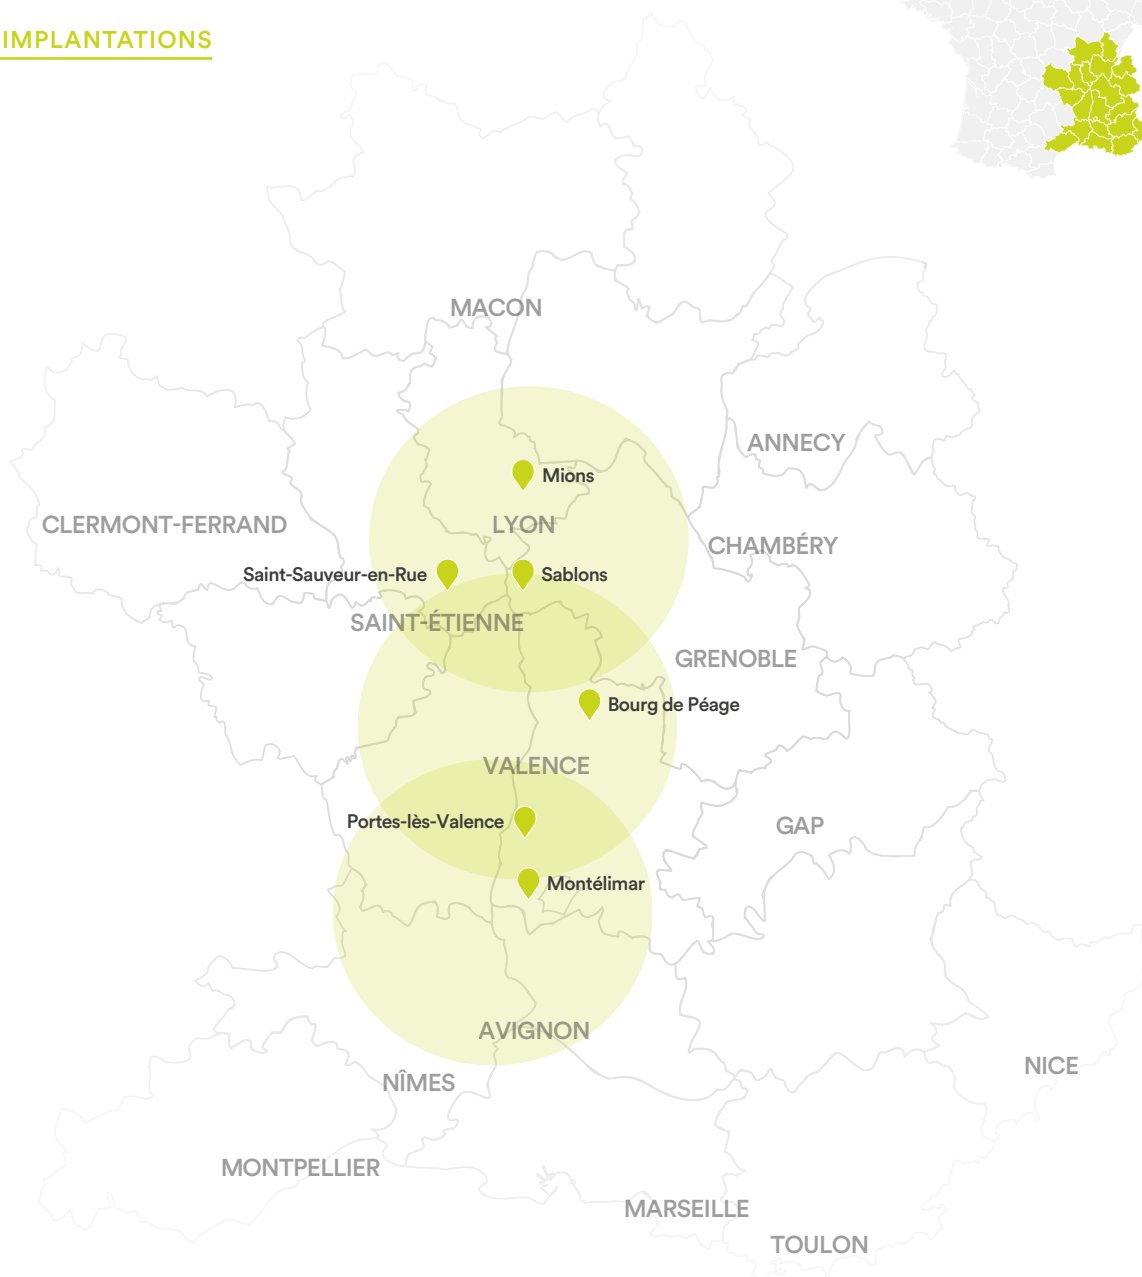 IMPLANTATIONS
MACON
ANNECY
Mions
CLERMONT-FERRAND
LYON
CHAMBÉRY
Saint-Sauveur-en-Rue
Sablons
SAINT-ÉTIENNE
GRENOBLE
Bourg de Péage
VALENCE
Portes-lès-Valence
GAP
Montélimar
AVIGNON
NICE
NÎMES
MONTPELLIER
MARSEILLE
TOULON